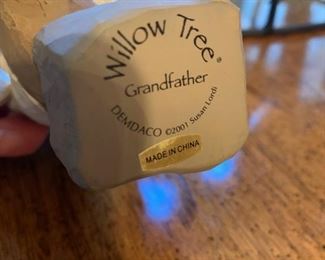 Willow Tree®
Grandfather
DEMDACO ©2001 Susan Lordi
MADE IN CHINA